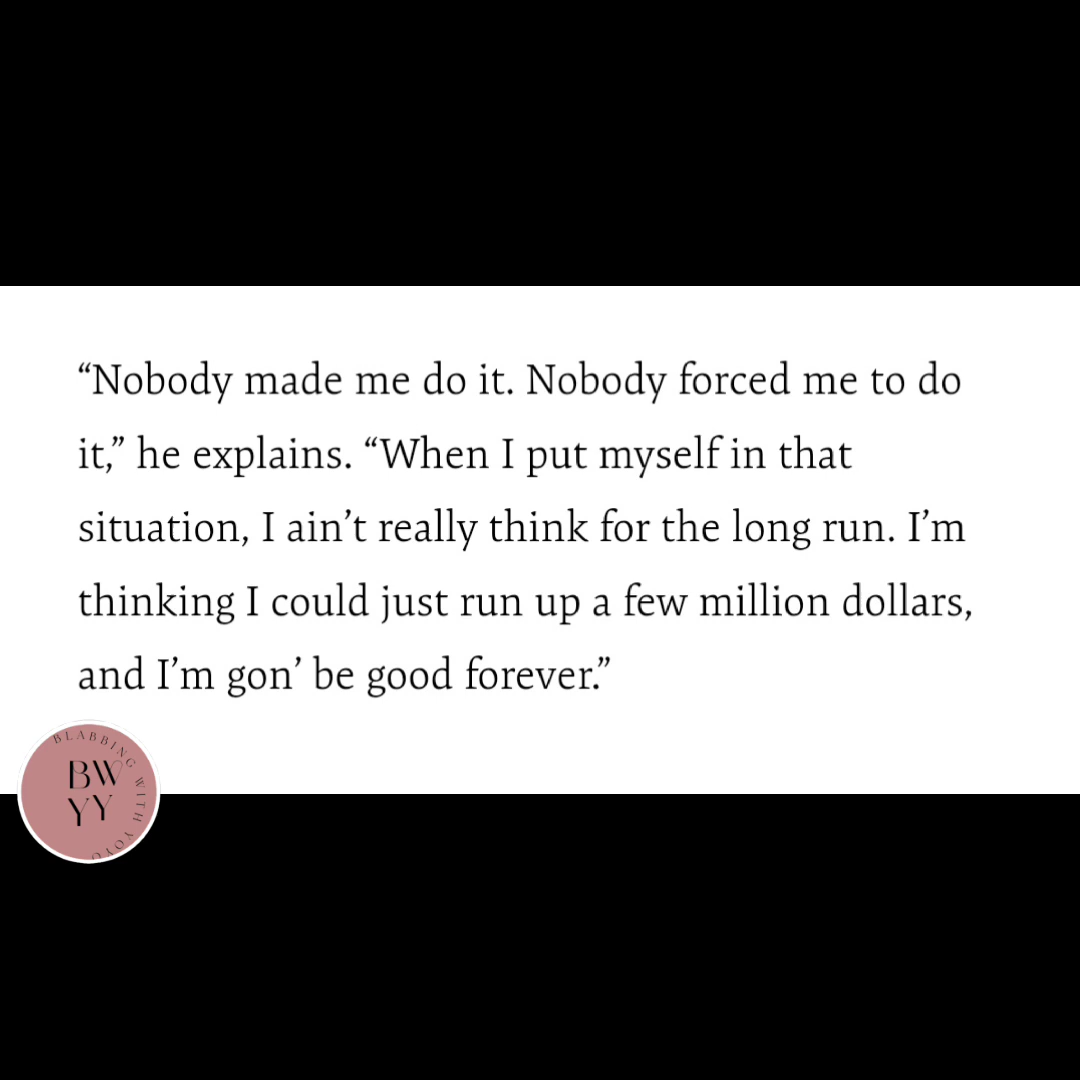 “Nobody made me do it. Nobody forced me to do
it,” he explains. “When I put myself in that
situation, I ain’t really think for the long run. I’m
thinking I could just run up a few million dollars,
and I’m gon’ be good forever.”
BLABBING WITH YOYO
BW
YY